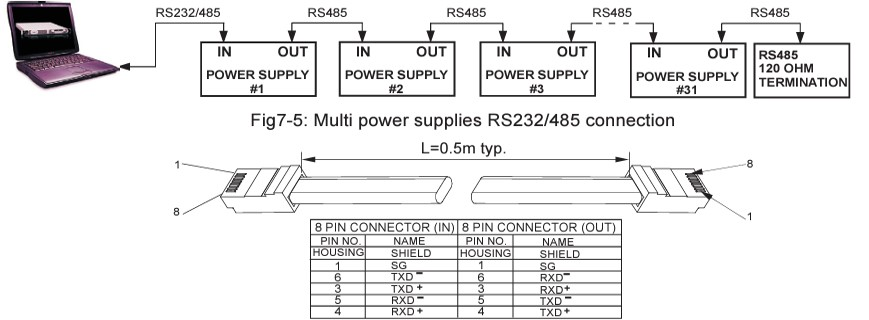 RS232/485 RS485 RS485 RS485 RS485
IN OUT IN OUT IN OUT IN OUT
POWER SUPPLY #1
POWER SUPPLY #2
POWER SUPPLY #3
POWER SUPPLY #31
RS485
120 OHM
TERMINATION
Fig7-5: Multi power supplies RS232/485 connection
L=0.5m typ.
1
8
8
1
8 PIN CONNECTOR (IN) 8 PIN CONNECTOR (OUT)
PIN NO. NAME PIN NO. NAME
HOUSING SHIELD HOUSING SHIELD
1 SG 1 SG
6 TXD- 6 RXD-
3 TXD+ 3 RXD+
5 RXD- 5 TXD-
4 RXD+ 4 TXD+